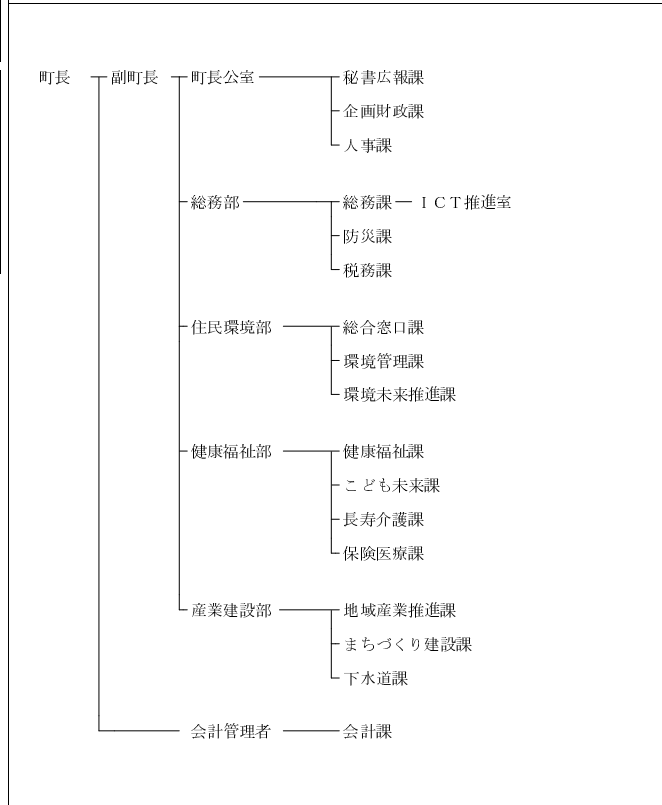 町長 副町長 町長公室 秘書広報課
企画財政課
人事課
総務部 総務課 ＩＣＴ推進室
防災課
税務課
住民環境部 総合窓口課
環境管理課
環境未来推進課
健康福祉部 健康福祉課
こども未来課
長寿介護課
保険医療課
産業建設部 地域産業推進課
まちづくり建設課
下水道課
会計管理者 会計課